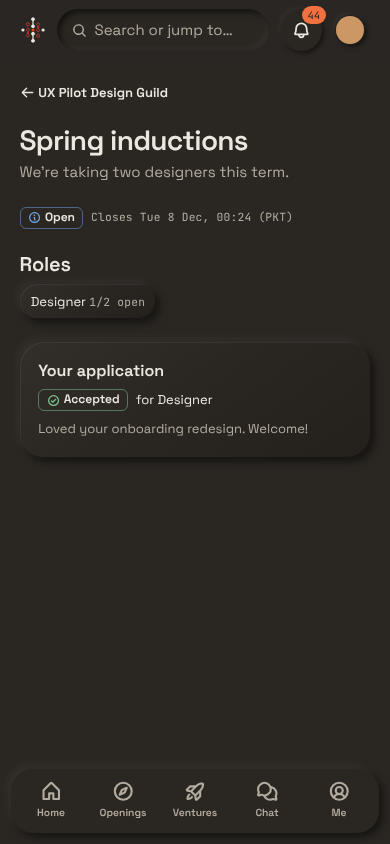 Search or jump to...
44
← UX Pilot Design Guild
Spring inductions
We're taking two designers this term.
Open Closes Tue 8 Dec, 00:24 (PKT)
Roles
Designer 1/2 open
Your application
Accepted for Designer
Loved your onboarding redesign. Welcome!
Home Openings Ventures Chat Me